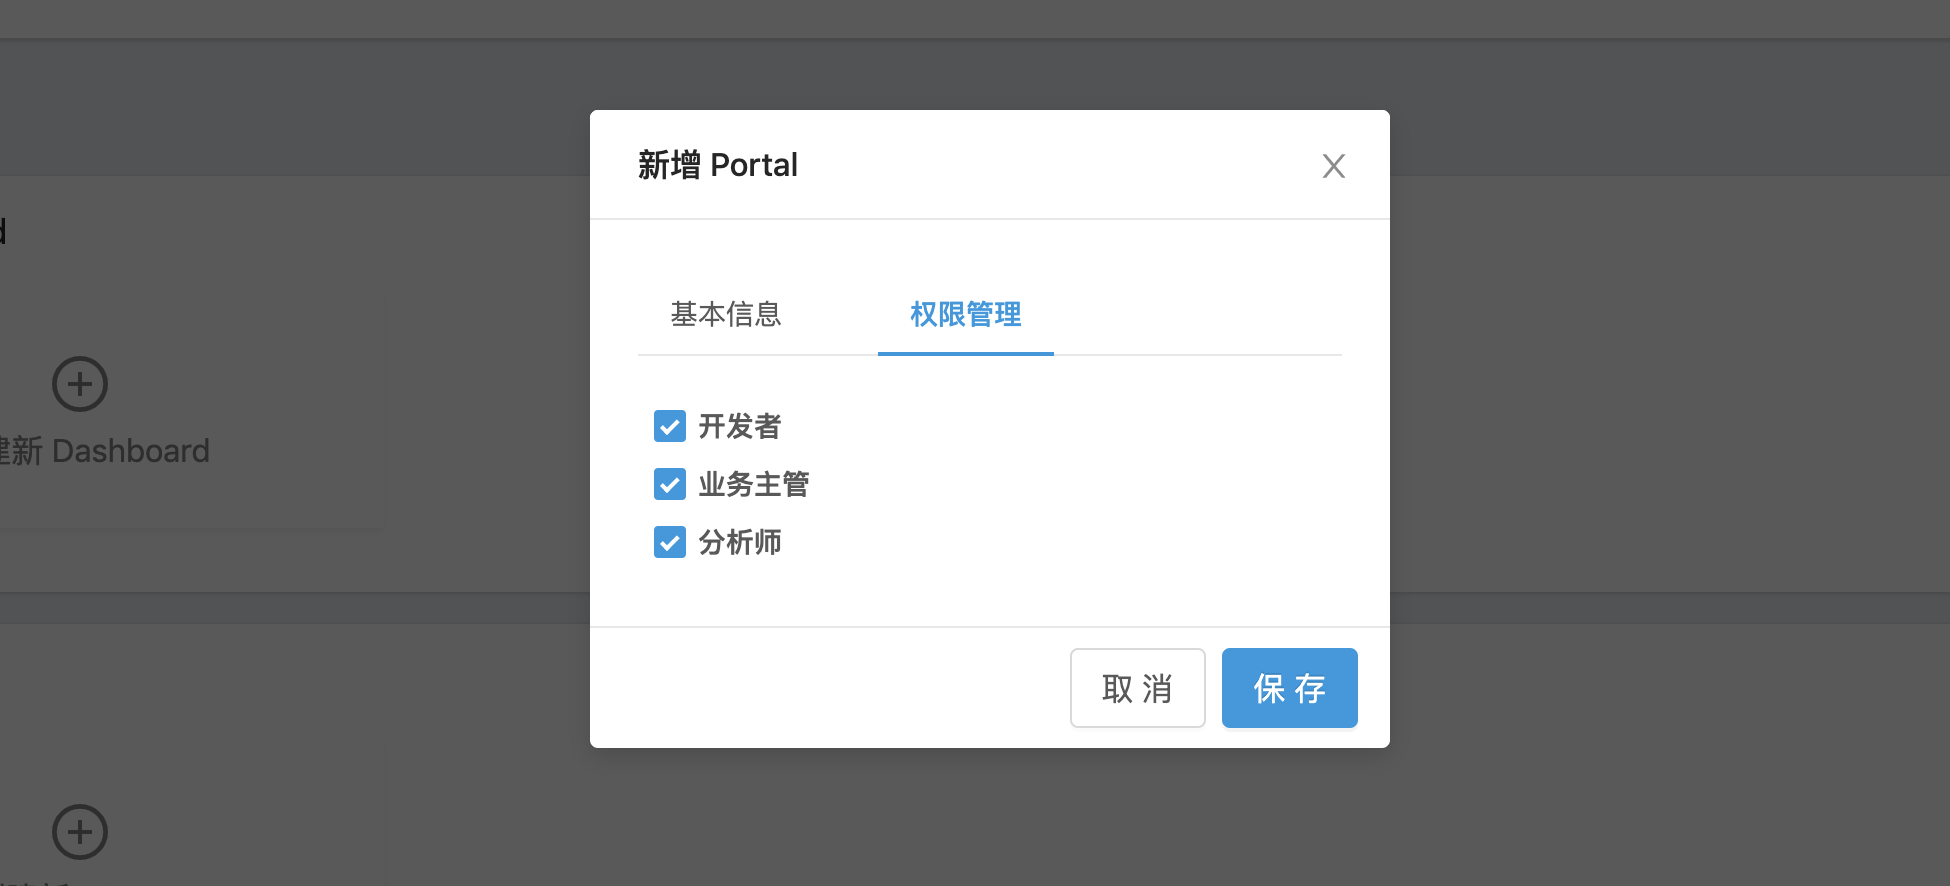 新增 Portal
基本信息
权限管理
开发者
建新 Dashboard
业务主管
分析师
取 消
保 存